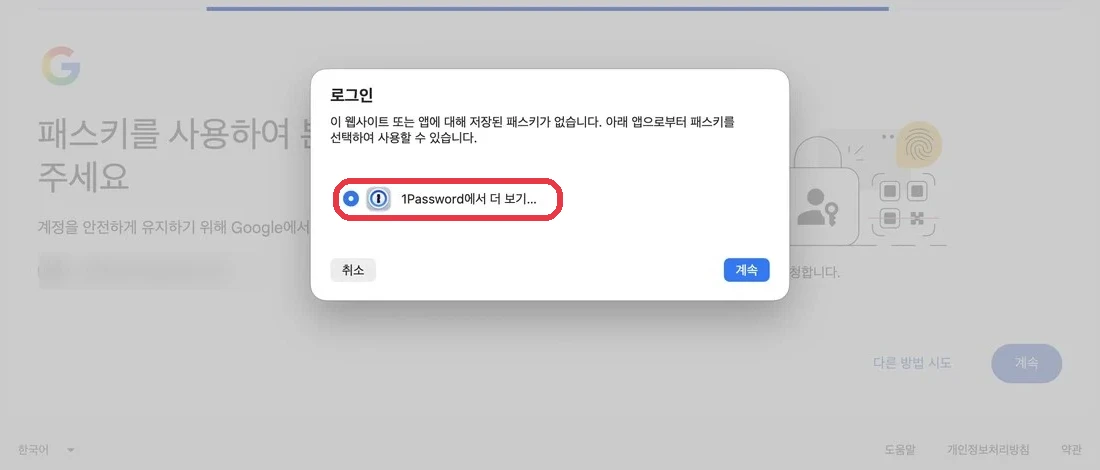 로그인
이 웹사이트 또는 앱에 대해 저장된 패스키가 없습니다. 아래 앱으로부터 패스키를
선택하여 사용할 수 있습니다.
1Password에서 더 보기...
취소
계속
패스키를 사용하여
주세요
계정을 안전하게 유지하기 위해 Google에서
청합니다.
다른 방법 시도
계속
한국어
도움말
개인정보처리방침
약관